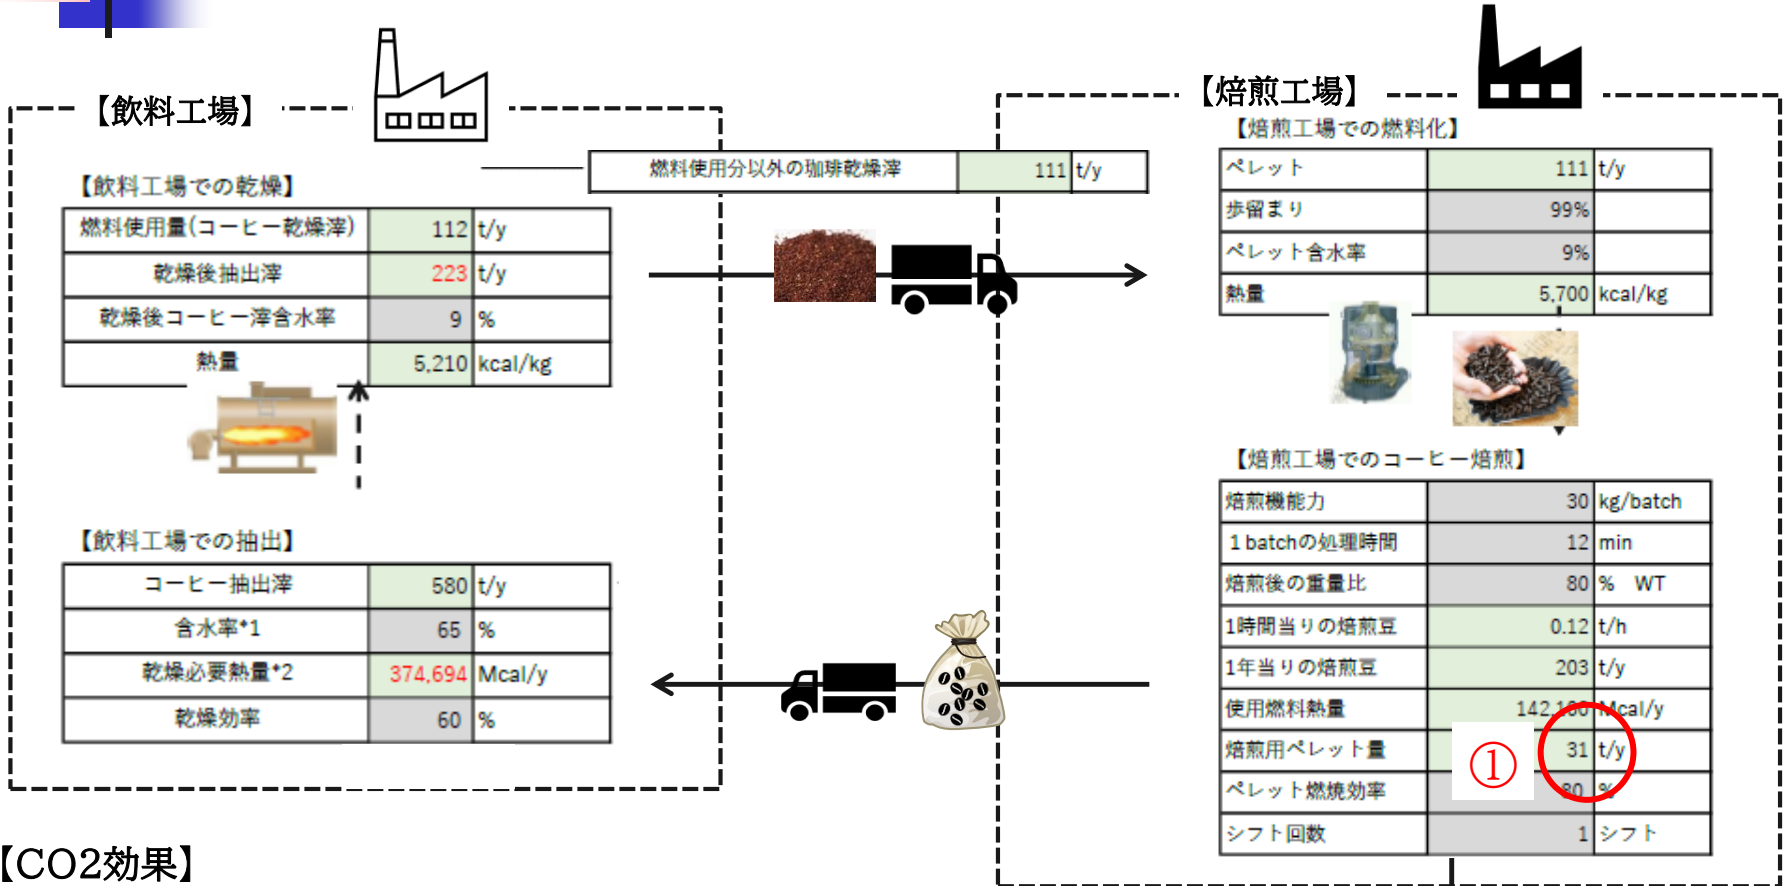 【飲料工場】
【飲料工場での乾燥】
燃料使用量(コーヒー乾燥滓) 112 t/y
乾燥後抽出滓 223 t/y
乾燥後コーヒー滓含水率 9 %
熱量 5,210 kcal/kg
【飲料工場での抽出】
コーヒー抽出滓 580 t/y
含水率*1 65 %
乾燥必要熱量*2 374,694 Mcal/y
乾燥効率 60 %
燃料使用分以外の珈琲乾燥滓 111 t/y
【焙煎工場】
【焙煎工場での燃料化】
ペレット 111 t/y
歩留まり 99%
ペレット含水率 9%
熱量 5,700 kcal/kg
【焙煎工場でのコーヒー焙煎】
焙煎機能力 30 kg/batch
1 batchの処理時間 12 min
焙煎後の重量比 80 % WT
1時間当りの焙煎豆 0.12 t/h
1年当りの焙煎豆 203 t/y
使用燃料熱量 Mcal/y
焙煎用ペレット量 ① 31 t/y
ペレット燃焼効率 80 %
シフト回数 1 シフト
【CO2効果】